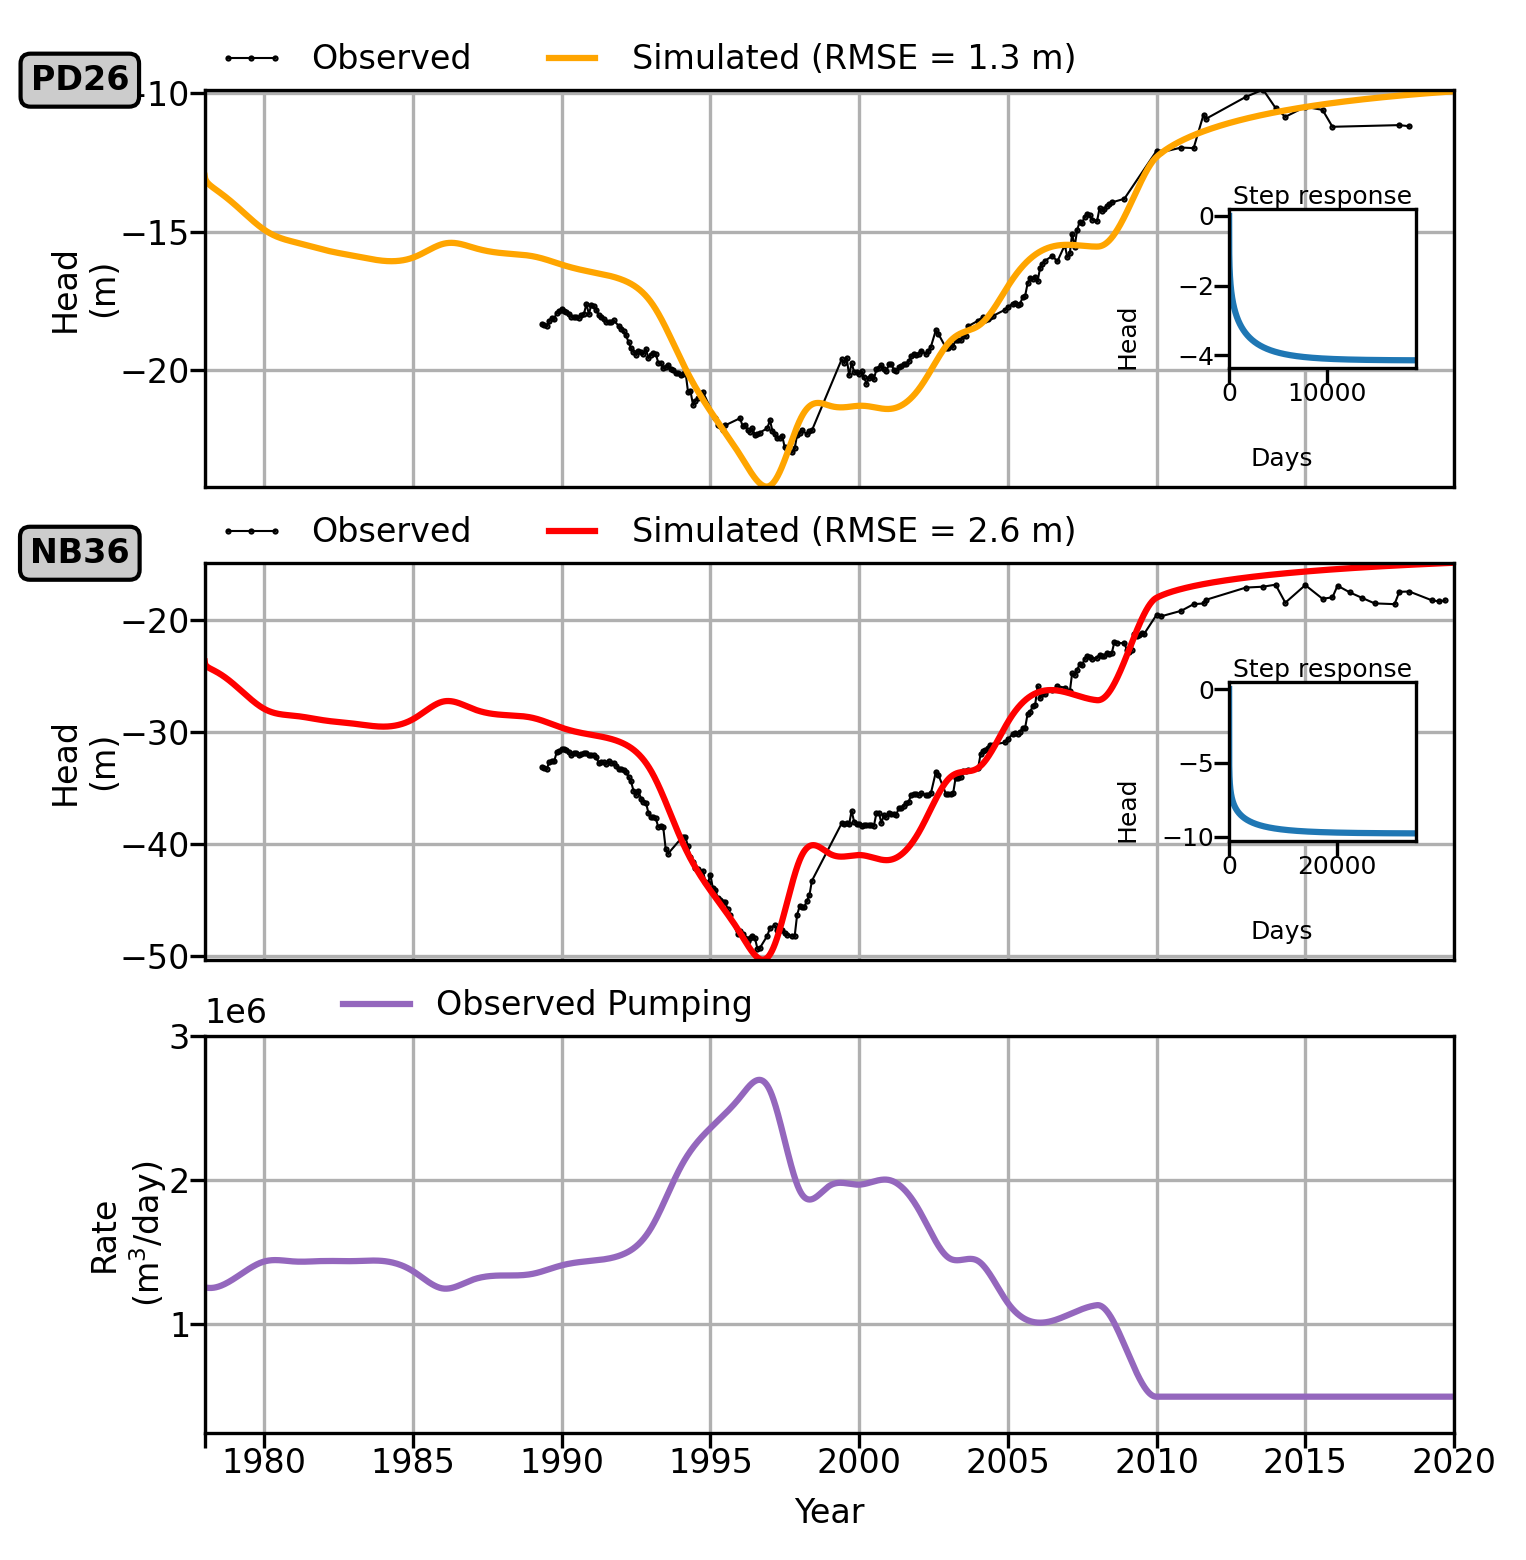 Observed Simulated (RMSE = 1.3 m)
PD26
−10
−15
−20
Head
(m)
Step response
0
−2
−4
Head
0 10000
Days
Observed Simulated (RMSE = 2.6 m)
NB36
−20
−30
−40
−50
Head
(m)
Step response
0
−5
−10
Head
0 20000
Days
1e6 Observed Pumping
3
2
1
Rate
(m³/day)
1980 1985 1990 1995 2000 2005 2010 2015 2020
Year